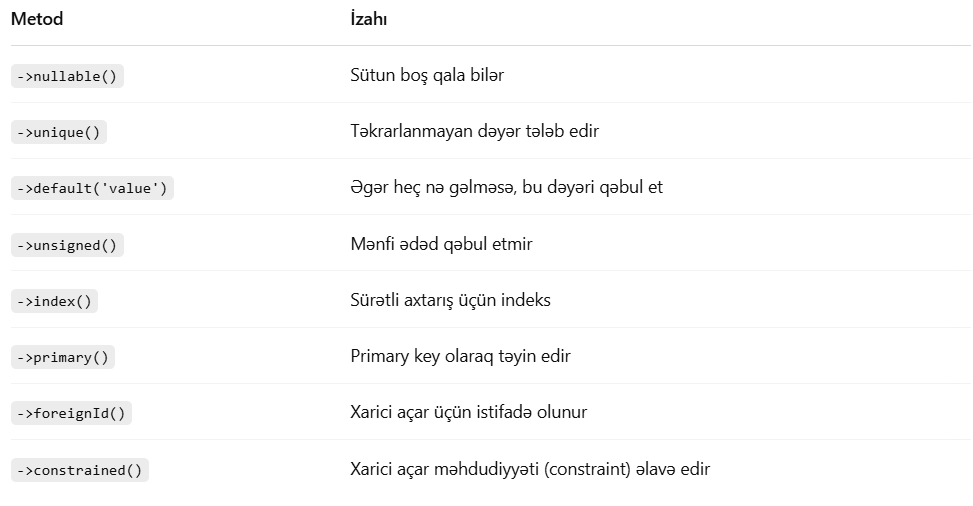 Metod İzahı
->nullable() Sütun boş qala bilər
->unique() Təkrarlanmayan dəyər tələb edir
->default('value') Əgər heç nə gəlməsə, bu dəyəri qəbul et
->unsigned() Mənfi ədəd qəbul etmir
->index() Sürətli axtarış üçün indeks
->primary() Primary key olaraq təyin edir
->foreignId() Xarici açar üçün istifadə olunur
->constrained() Xarici açar məhdudiyyəti (constraint) əlavə edir